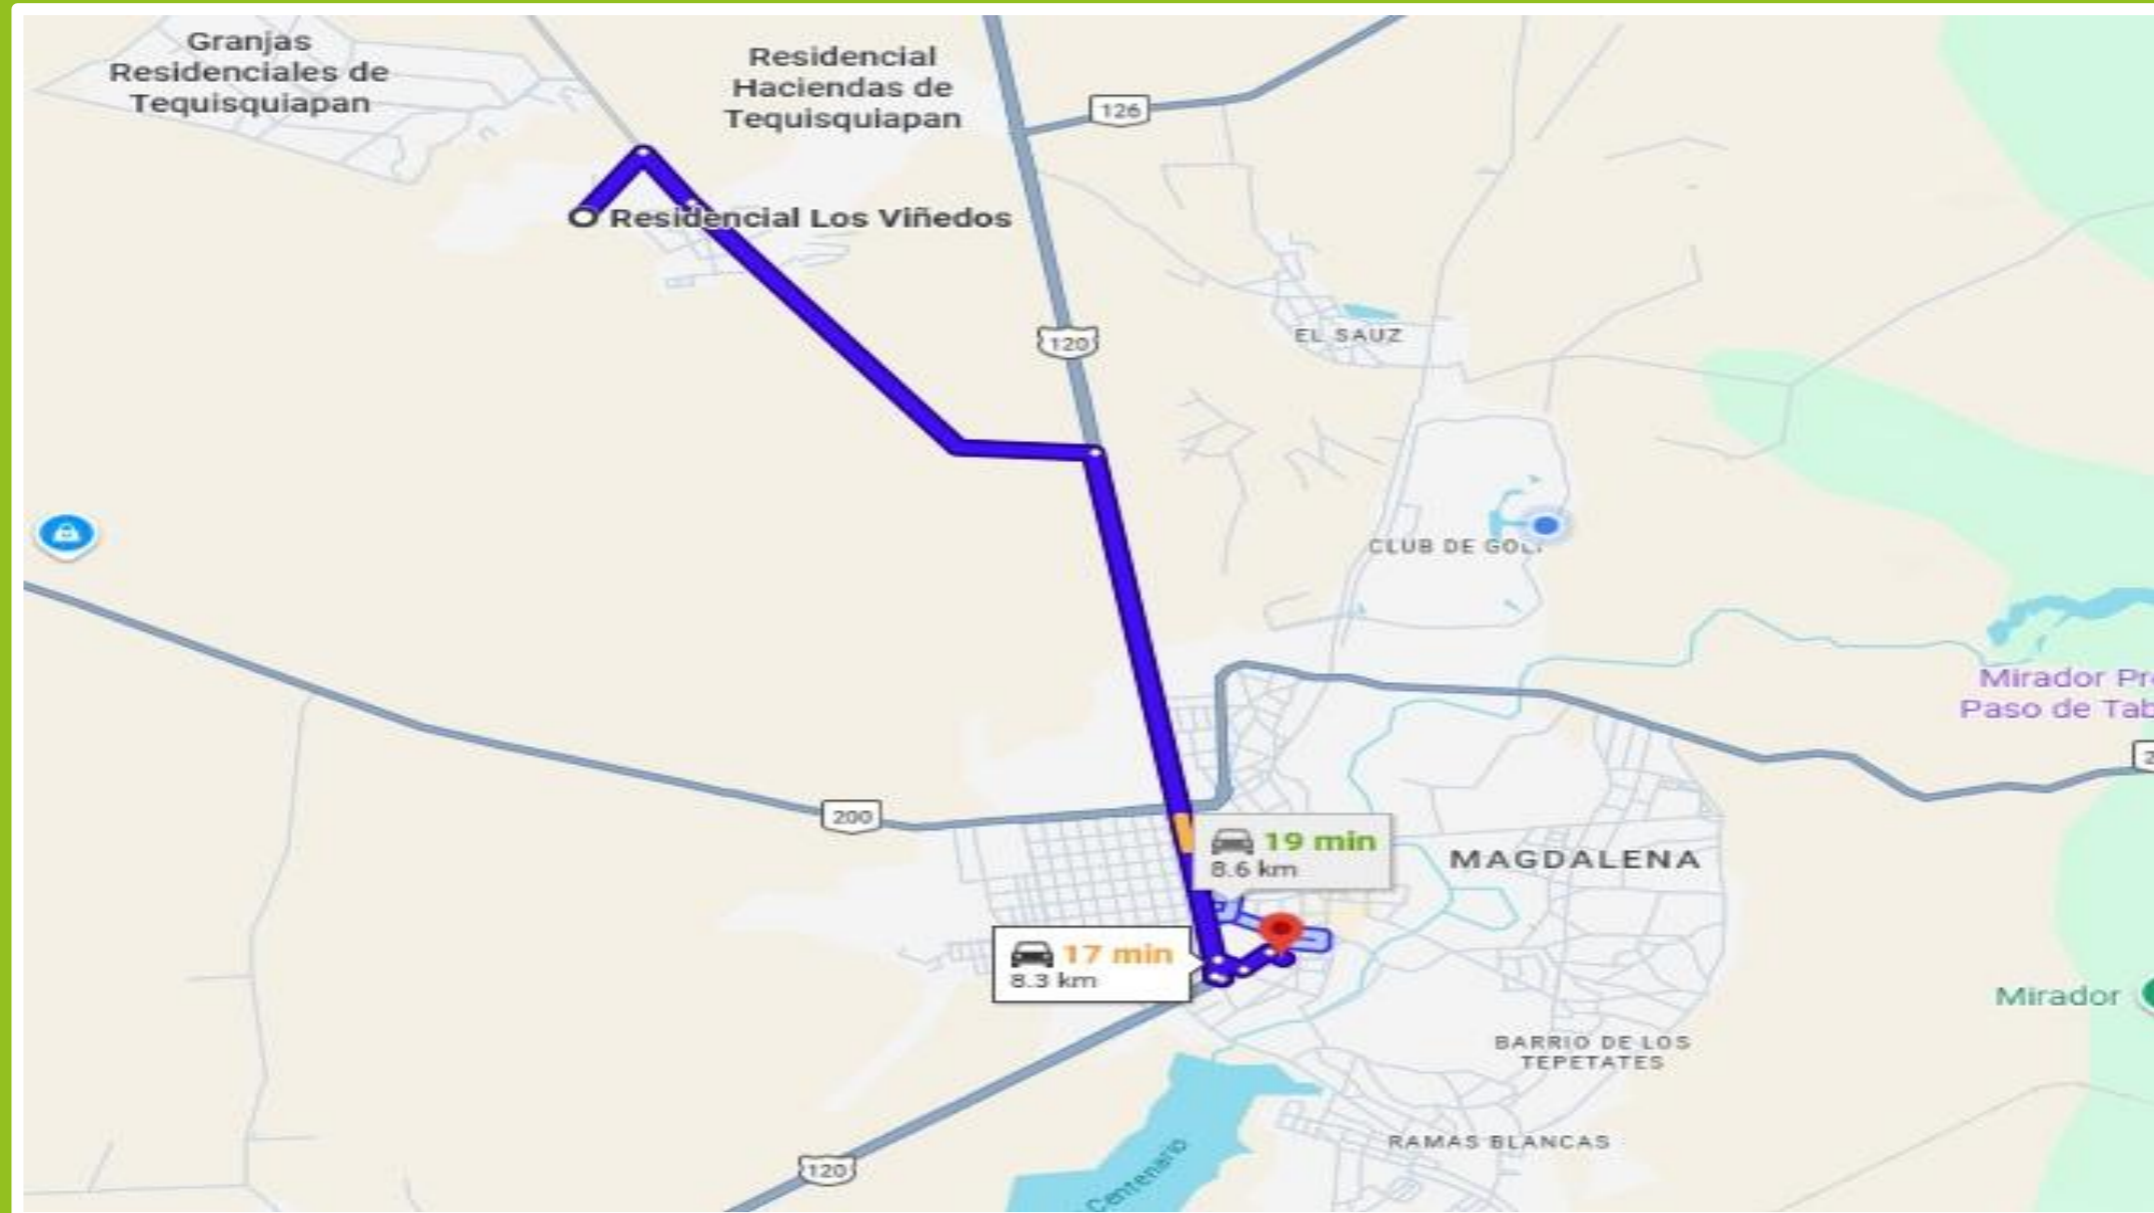 Granjas
Residenciales de
Tequisquiapan
Residencial
Haciendas de
Tequisquiapan
126
Residencial Los Viñedos
120
EL SAUZ
CLUB DE
Mirador
Paso de
200
19 min
8.6 km
MAGDALENA
17 min
8.3 km
Mirador
BARRIO DE LOS
TEPETATES
RAMAS BLANCAS
120
Centenario